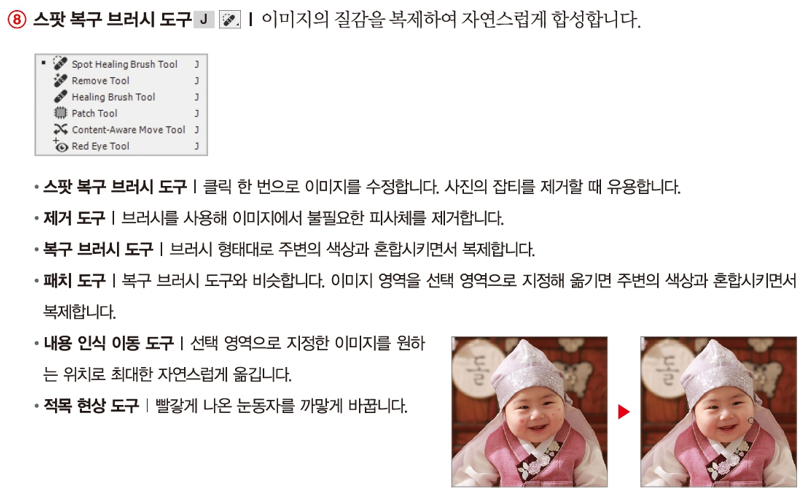 ⑧ 스팟 복구 브러시 도구 J | 이미지의 질감을 복제하여 자연스럽게 합성합니다.
Spot Healing Brush Tool J
Remove Tool J
Healing Brush Tool J
Patch Tool J
Content-Aware Move Tool J
Red Eye Tool J
• 스팟 복구 브러시 도구 | 클릭 한 번으로 이미지를 수정합니다. 사진의 잡티를 제거할 때 유용합니다.
• 제거 도구 | 브러시를 사용해 이미지에서 불필요한 피사체를 제거합니다.
• 복구 브러시 도구 | 브러시 형태대로 주변의 색상과 혼합시키면서 복제합니다.
• 패치 도구 | 복구 브러시 도구와 비슷합니다. 이미지 영역을 선택 영역으로 지정해 옮기면 주변의 색상과 혼합시키면서
복제합니다.
• 내용 인식 이동 도구 | 선택 영역으로 지정한 이미지를 원하
는 위치로 최대한 자연스럽게 옮깁니다.
• 적목 현상 도구 | 빨갛게 나온 눈동자를 까맣게 바꿉니다.
돌
돌